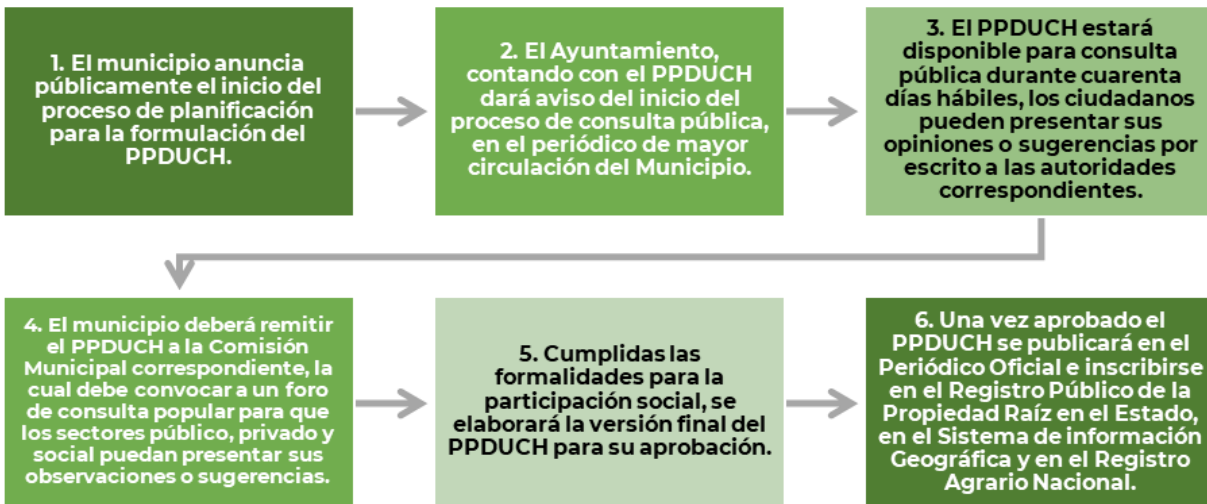 1. El municipio anuncia
públicamente el inicio del
proceso de planificación
para la formulación del
PPDUCH.
2. El Ayuntamiento,
contando con el PPDUCH
dará aviso del inicio del
proceso de consulta pública,
en el periódico de mayor
circulación del Municipio.
3. El PPDUCH estará
disponible para consulta
pública durante cuarenta
días hábiles, los ciudadanos
pueden presentar sus
opiniones o sugerencias por
escrito a las autoridades
correspondientes.
4. El municipio deberá remitir
el PPDUCH a la Comisión
Municipal correspondiente, la
cual debe convocar a un foro
de consulta popular para que
los sectores público, privado y
social puedan presentar sus
observaciones o sugerencias.
5. Cumplidas las
formalidades para la
participación social, se
elaborará la versión final del
PPDUCH para su aprobación.
6. Una vez aprobado el
PPDUCH se publicará en el
Periódico Oficial e inscribirse
en el Registro Público de la
Propiedad Raíz en el Estado,
en el Sistema de información
Geográfica y en el Registro
Agrario Nacional.